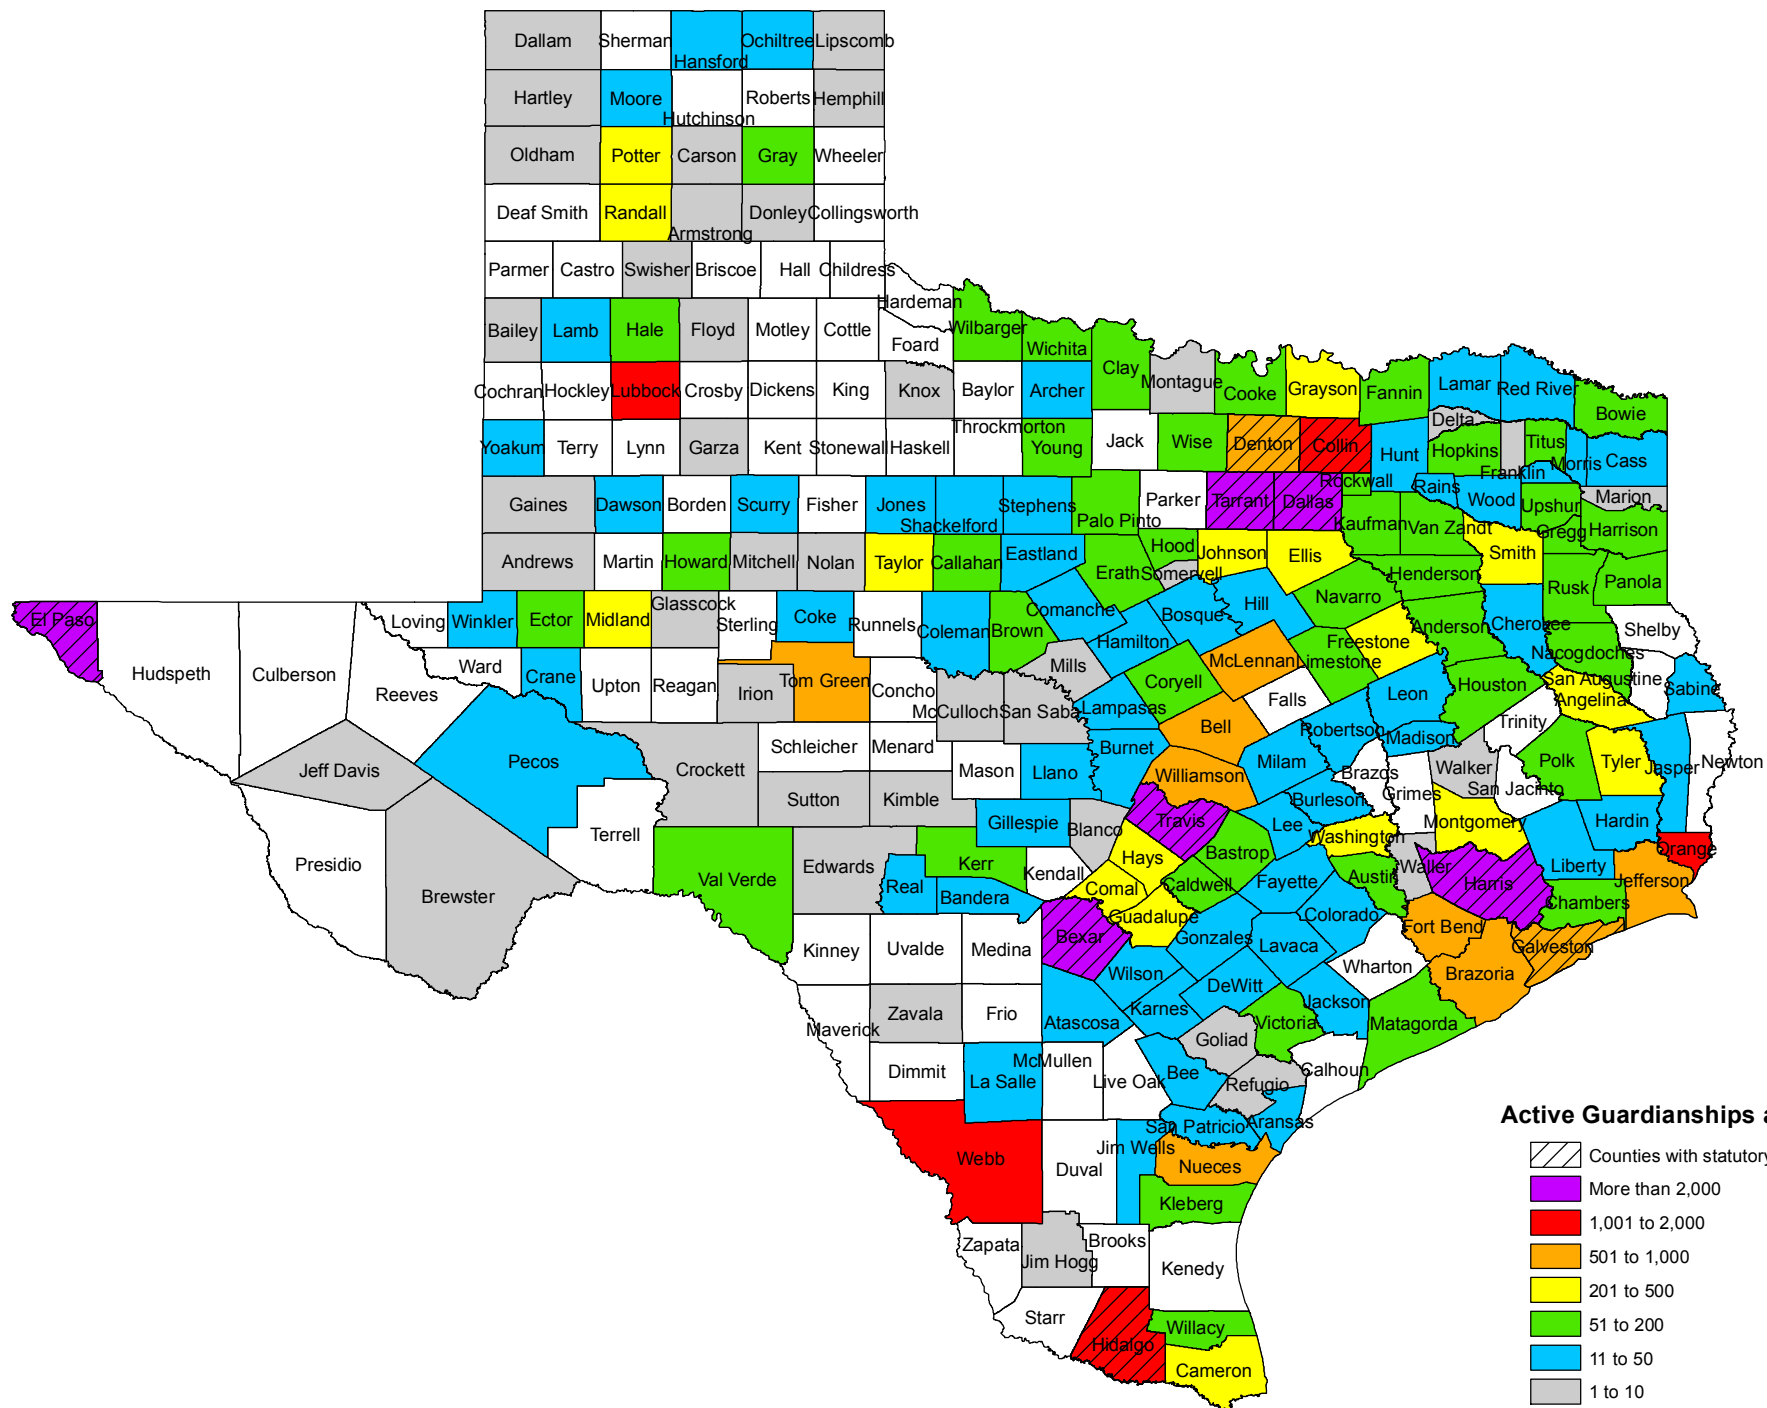 Dallam Sherman Hansford Ochiltree Lipscomb
Hartley Moore Hutchinson Roberts Hemphill
Oldham Potter Carson Gray Wheeler
Deaf Smith Randall Armstrong Donley Collingsworth
Parmer Castro Swisher Briscoe Hall Childress
Hardeman
Bailey Lamb Hale Floyd Motley Cottle Foard Wilbarger Wichita Clay Montague Cooke Grayson Fannin Lamar Red River Bowie
Cochran Hockley Lubbock Crosby Dickens King Knox Baylor Archer
Throckmorton Delta
Yoakum Terry Lynn Garza Kent Stonewall Haskell Young Jack Wise Denton Collin Hunt Hopkins Franklin Titus Morris Cass
Gaines Dawson Borden Scurry Fisher Jones Shackelford Stephens Palo Pinto Parker Tarrant Dallas Rockwall Rains Wood Upshur Marion
Kaufman Van Zandt Gregg Harrison
Andrews Martin Howard Mitchell Nolan Taylor Callahan Eastland Erath Hood Somervell Johnson Ellis Henderson Smith Rusk Panola
El Paso Hudspeth Culberson Reeves Loving Winkler Ector Midland Glasscock Sterling Coke Runnels Coleman Brown Comanche Hamilton Bosque Hill Navarro Freestone Anderson Cherokee Nacogdoches Shelby
Ward Crane Upton Reagan Irion Tom Green Concho McCulloch San Saba Mills Lampasas Coryell McLennan Limestone Falls Leon Houston Angelina San Augustine Sabine
Jeff Davis Pecos Crockett Schleicher Menard Mason Llano Burnet Bell Milam Robertson Madison Brazos Grimes Walker Trinity San Jacinto Polk Tyler Jasper Newton
Presidio Brewster Terrell Sutton Kimble Gillespie Blanco Williamson Travis Burleson Lee Washington Montgomery Hardin Liberty Orange
Val Verde Edwards Real Kerr Bandera Kendall Comal Hays Caldwell Bastrop Fayette Austin Waller Harris Chambers Jefferson
Kinney Uvalde Medina Bexar Guadalupe Gonzales Lavaca Colorado Fort Bend Galveston
Wilson DeWitt Wharton Brazoria
Maverick Zavala Frio Atascosa Karnes Goliad Victoria Jackson Matagorda
Dimmit La Salle McMullen Live Oak Bee Refugio Calhoun
Webb Duval Jim Wells San Patricio Aransas Nueces
Kleberg
Zapata Jim Hogg Brooks Kenedy
Starr Hidalgo Willacy
Cameron
Active Guardianships a
Counties with statutory
More than 2,000
1,001 to 2,000
501 to 1,000
201 to 500
51 to 200
11 to 50
1 to 10